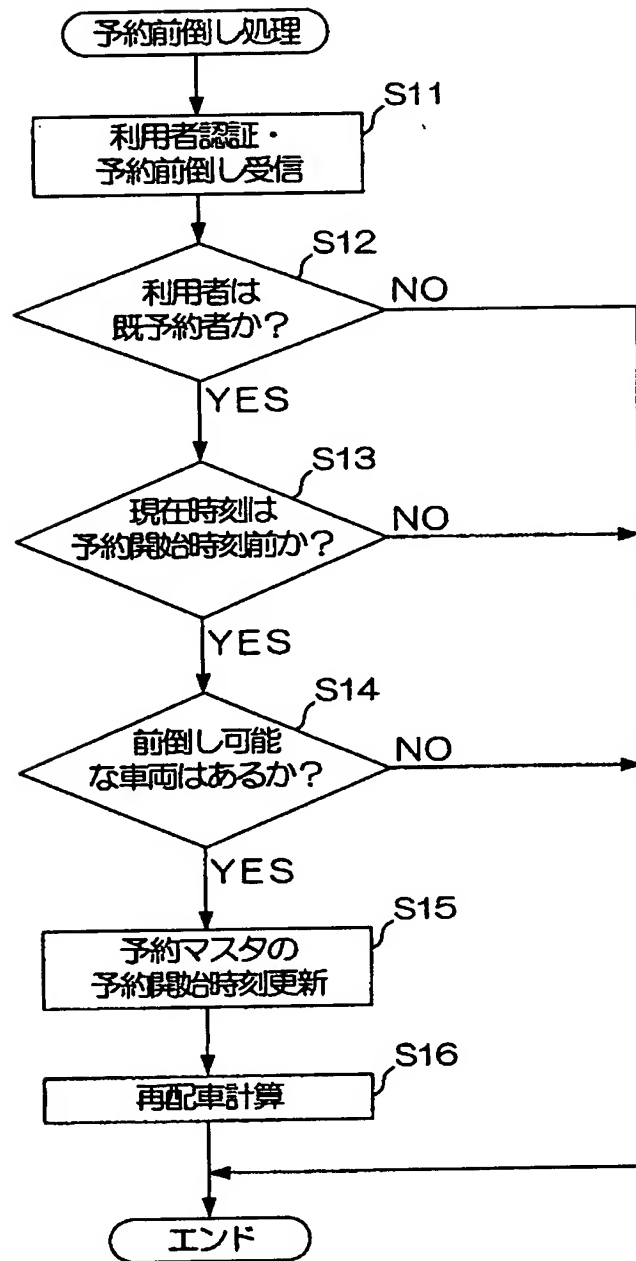 予約前倒し処理
S11
利用者認証・
予約前倒し受信
S12
利用者は
既予約者か？
NO
YES
S13
現在時刻は
予約開始時刻前か？
NO
YES
S14
前倒し可能
な車両はあるか？
NO
YES
S15
予約マスタの
予約開始時刻更新
S16
再配車計算
エンド